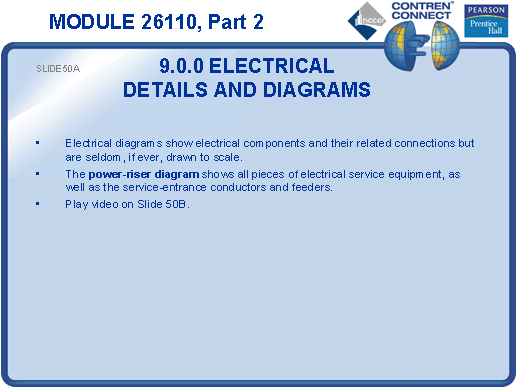 MODULE 26110, Part 2
nccer
CONTREN®
CONNECT
PEARSON
Prentice
Hall
SLIDE 50A
9.0.0 ELECTRICAL
DETAILS AND DIAGRAMS
• Electrical diagrams show electrical components and their related connections but
are seldom, if ever, drawn to scale.
• The power-riser diagram shows all pieces of electrical service equipment, as
well as the service-entrance conductors and feeders.
• Play video on Slide 50B.